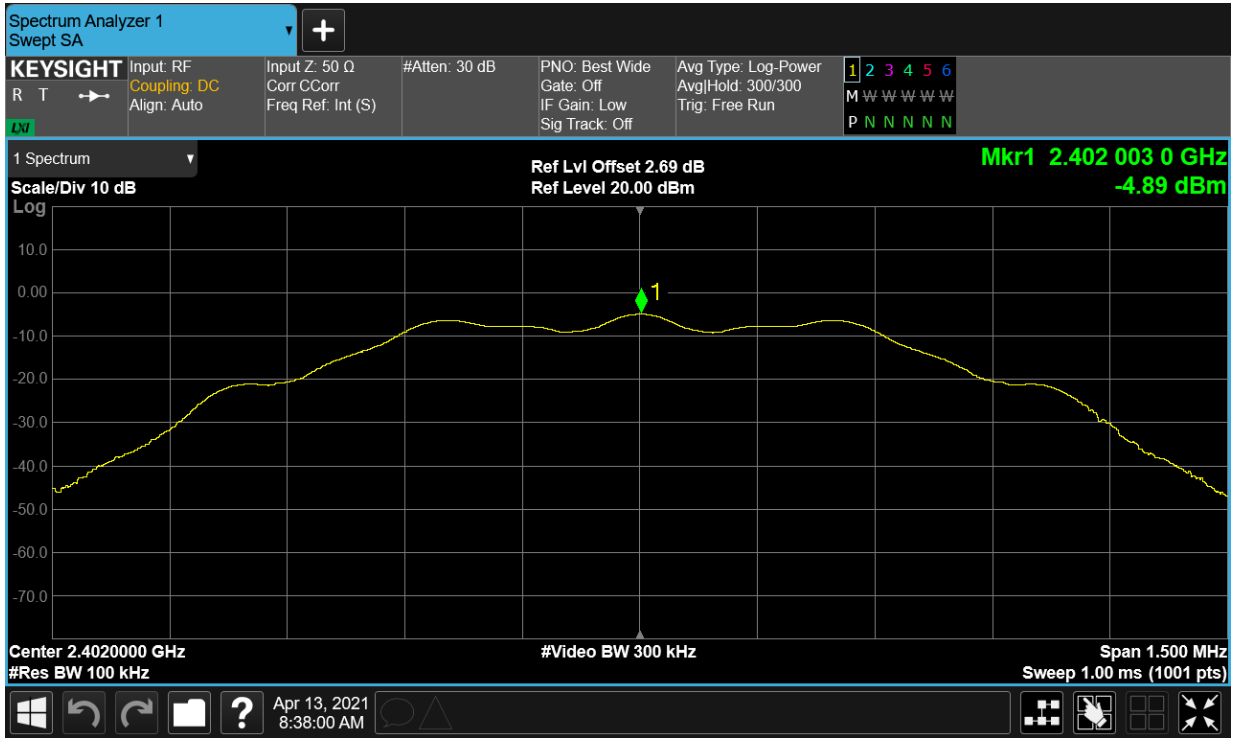 Spectrum Analyzer 1
Swept SA
KEYSIGHT
R T
LXI
Input: RF
Coupling: DC
Align: Auto
Input Z: 50 Ω
Corr CCorr
Freq Ref: Int (S)
#Atten: 30 dB
PNO: Best Wide
Gate: Off
IF Gain: Low
Sig Track: Off
Avg Type: Log-Power
Avg|Hold: 300/300
Trig: Free Run
1 2 3 4 5 6
M W W W W W
P N N N N N
1 Spectrum
Scale/Div 10 dB
Log
Ref Lvl Offset 2.69 dB
Ref Level 20.00 dBm
Mkr1 2.402 003 0 GHz
-4.89 dBm
10.0
0.00
-10.0
-20.0
-30.0
-40.0
-50.0
-60.0
-70.0
1
Center 2.4020000 GHz
#Res BW 100 kHz
#Video BW 300 kHz
Span 1.500 MHz
Sweep 1.00 ms (1001 pts)
?
Apr 13, 2021
8:38:00 AM